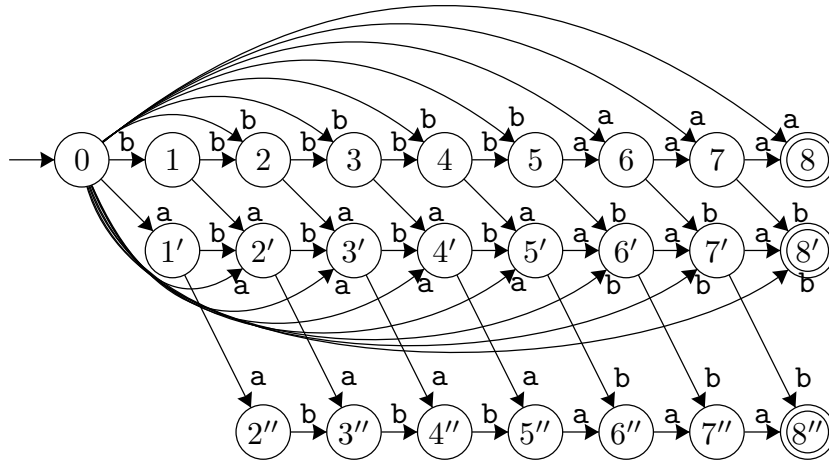 a
b b b b a a
b b b b b a a a
0 1 2 3 4 5 6 7 8
a a a a a b b b
b b b b a a a
1′ 2′ 3′ 4′ 5′ 6′ 7′ 8′
a a a a b b b
a a a a b b b
b b b a a a
2″ 3″ 4″ 5″ 6″ 7″ 8″